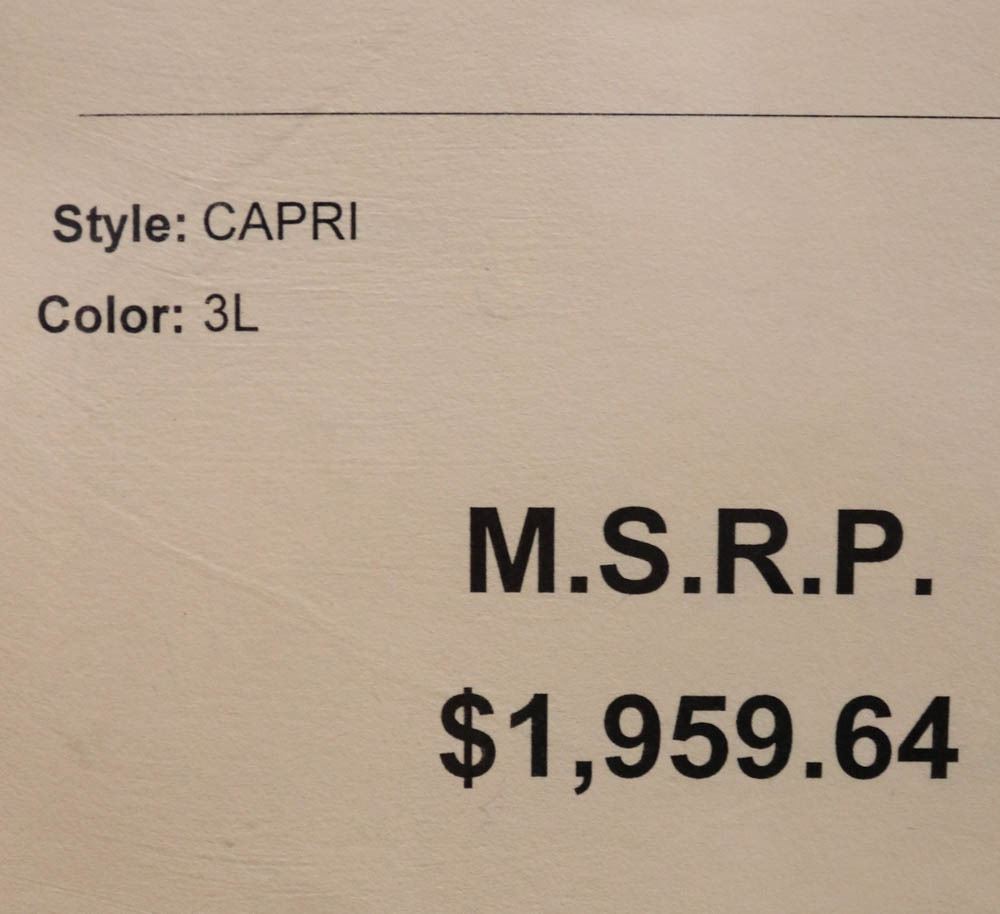 Style: CAPRI
Color: 3L
M.S.R.P.
$1,959.64